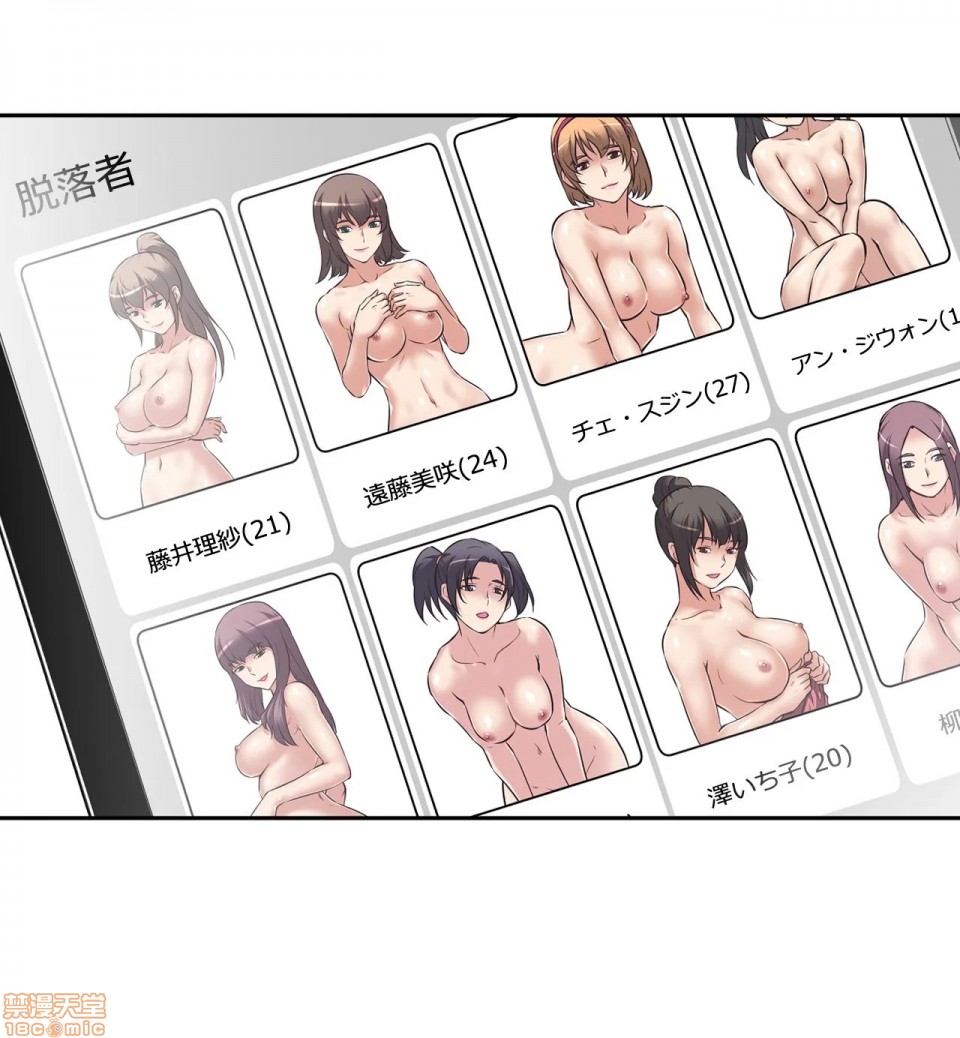 脱落者
藤井理紗(21)
遠藤美咲(24)
チェ・スジン(27)
アン・ジウォン(1
澤いち子(20)
柳
禁漫天堂
18comic